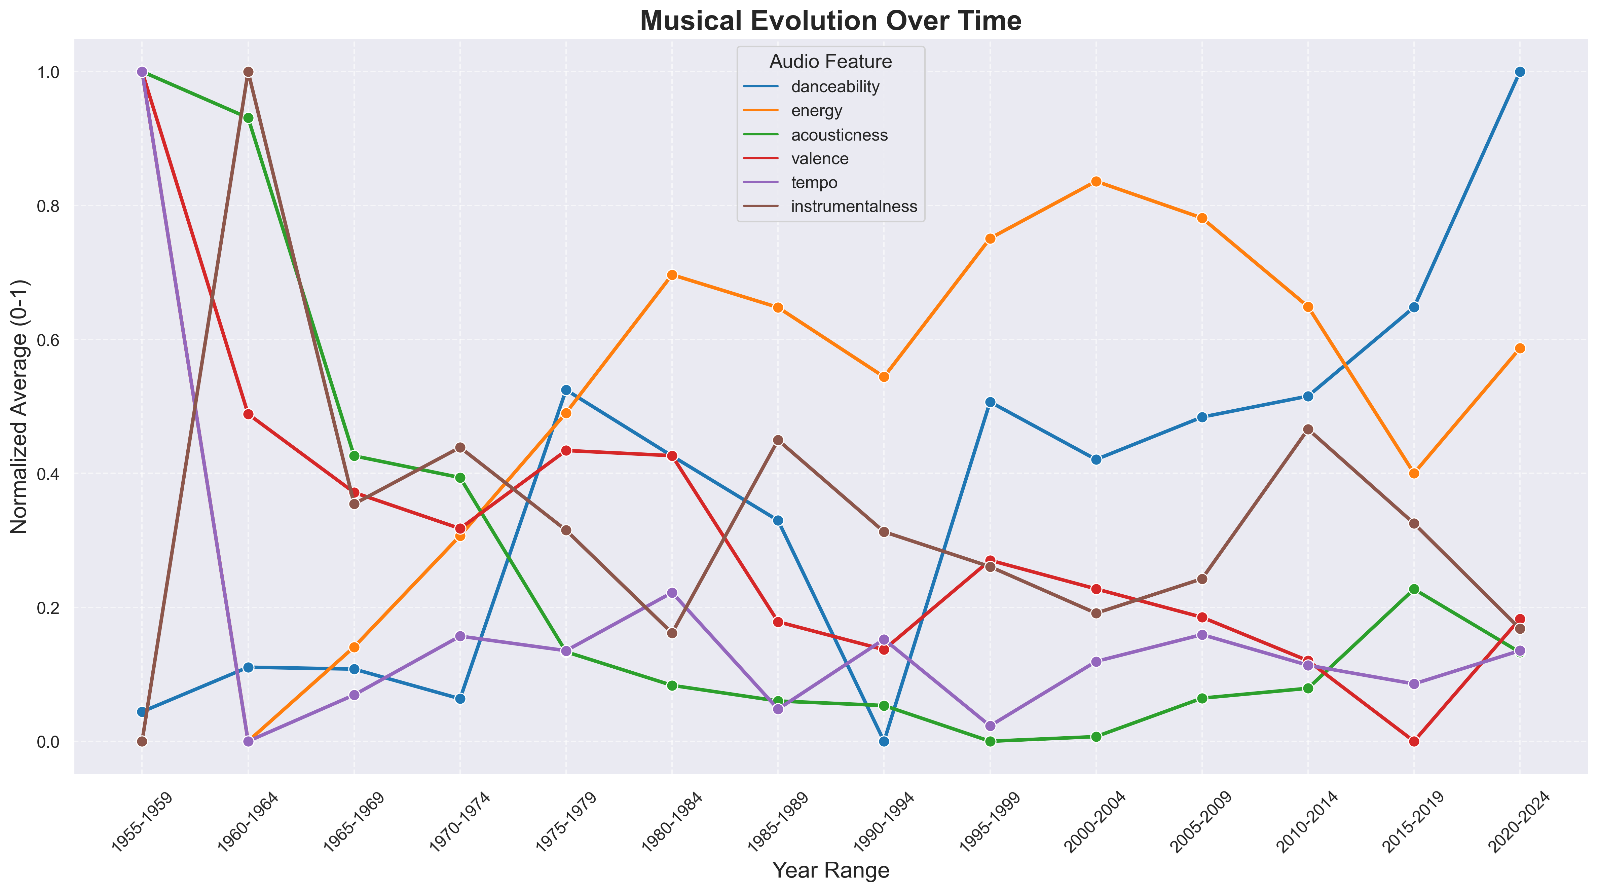 Musical Evolution Over Time
Audio Feature
danceability
energy
acousticness
valence
tempo
instrumentalness
Normalized Average (0-1)
1.0
0.8
0.6
0.4
0.2
0.0
1955-1959
1960-1964
1965-1969
1970-1974
1975-1979
1980-1984
1985-1989
1990-1994
1995-1999
2000-2004
2005-2009
2010-2014
2015-2019
2020-2024
Year Range